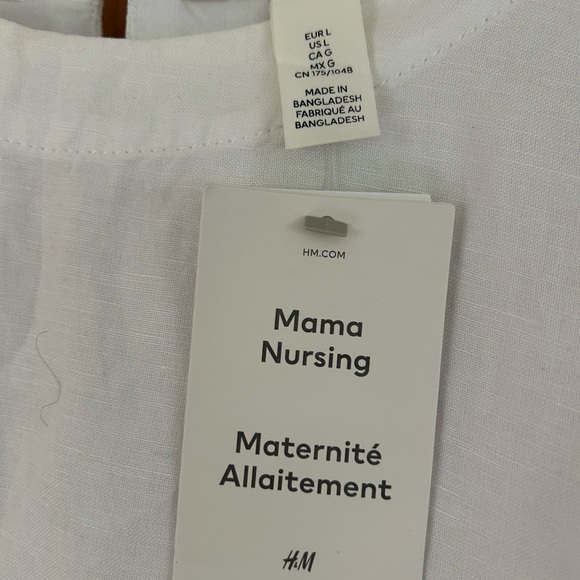 EUR L
US L
CA G
MX G
CN 175/104B
MADE IN
BANGLADESH
FABRIQUÉ AU
BANGLADESH
HM.COM
Mama
Nursing
Maternité
Allaitement
H&M